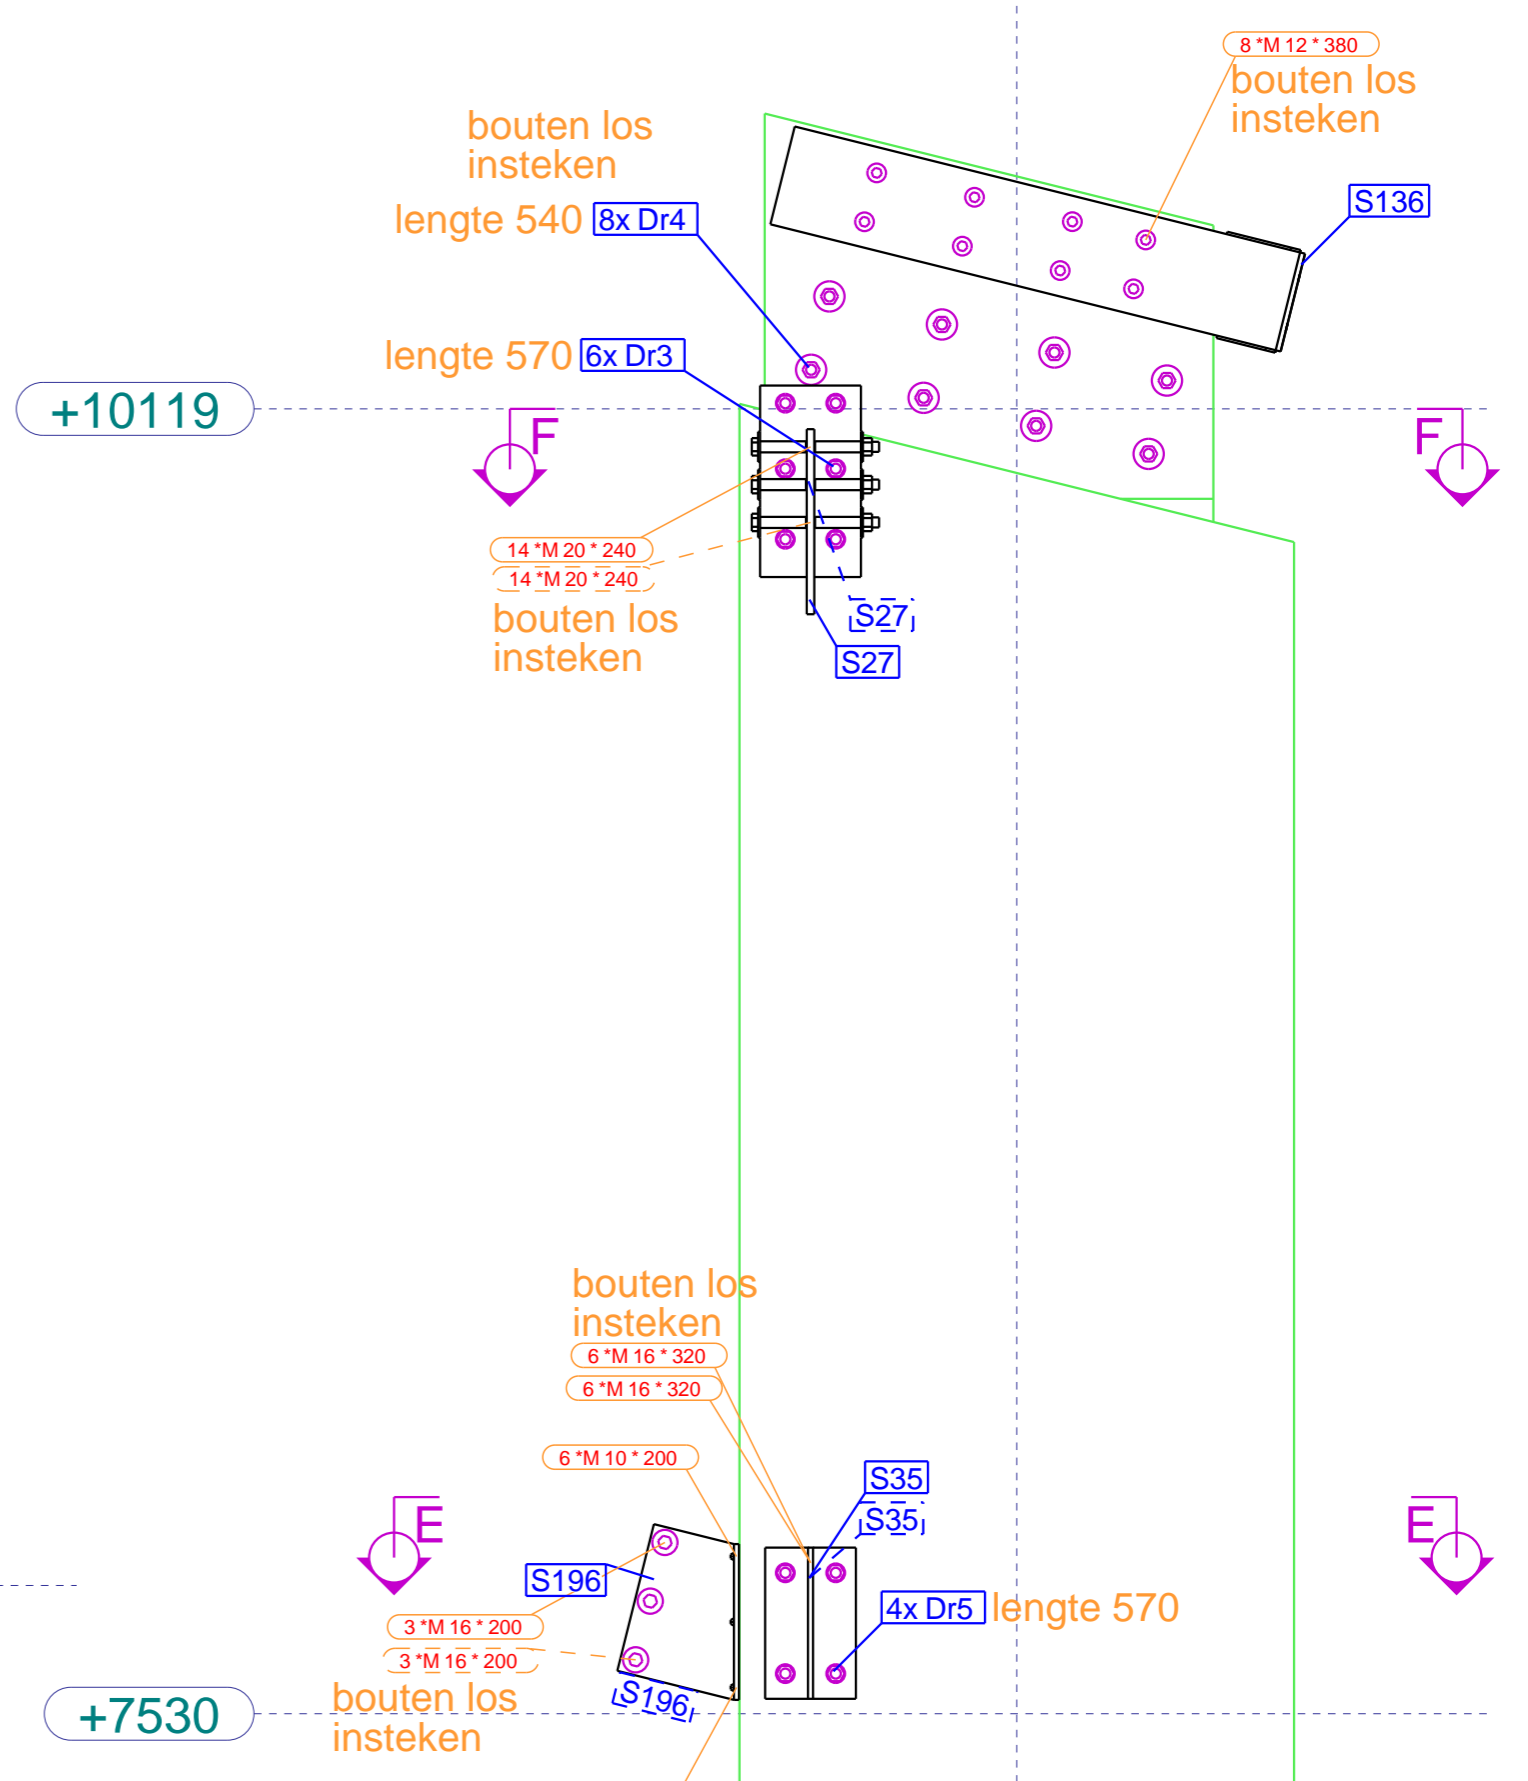 8 *M 12 * 380
bouten los
insteken
bouten los
insteken
S136
lengte 540 8x Dr4
lengte 570 6x Dr3
+10119
F
F
14 *M 20 * 240
14 *M 20 * 240
bouten los
insteken
S27
S27
bouten los
insteken
6 *M 16 * 320
6 *M 16 * 320
6 *M 10 * 200
S35
S35
E
E
S196
4x Dr5 lengte 570
3 *M 16 * 200
3 *M 16 * 200
S196
bouten los
insteken
+7530